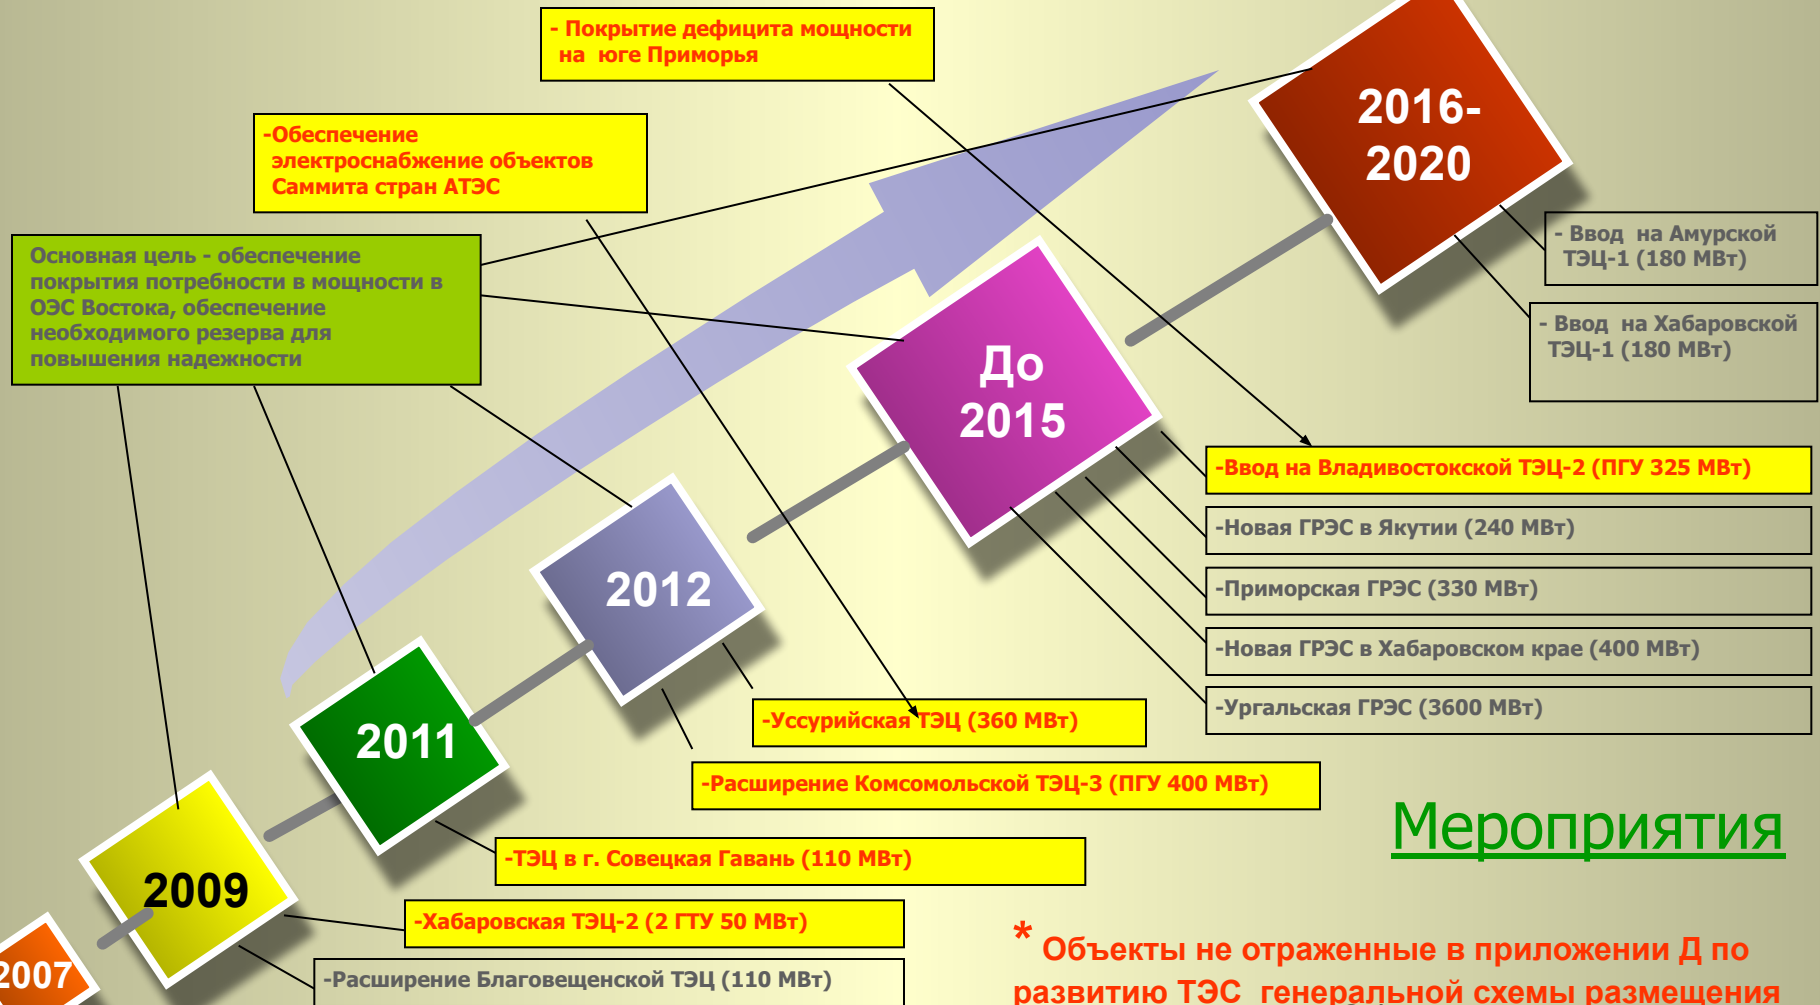 - Покрытие дефицита мощности
на юге Приморья
-Обеспечение
электроснабжение объектов
Саммита стран АТЭС
Основная цель - обеспечение
покрытия потребности в мощности в
ОЭС Востока, обеспечение
необходимого резерва для
повышения надежности
2016-
2020
- Ввод на Амурской
ТЭЦ-1 (180 МВт)
- Ввод на Хабаровской
ТЭЦ-1 (180 МВт)
До
2015
-Ввод на Владивостокской ТЭЦ-2 (ПГУ 325 МВт)
-Новая ГРЭС в Якутии (240 МВт)
-Приморская ГРЭС (330 МВт)
-Новая ГРЭС в Хабаровском крае (400 МВт)
-Ургальская ГРЭС (3600 МВт)
2012
-Уссурийская ТЭЦ (360 МВт)
-Расширение Комсомольской ТЭЦ-3 (ПГУ 400 МВт)
2011
-ТЭЦ в г. Совецкая Гавань (110 МВт)
2009
-Хабаровская ТЭЦ-2 (2 ГТУ 50 МВт)
-Расширение Благовещенской ТЭЦ (110 МВт)
2007
Мероприятия
* Объекты не отраженные в приложении Д по
развитию ТЭС генеральной схемы размещения